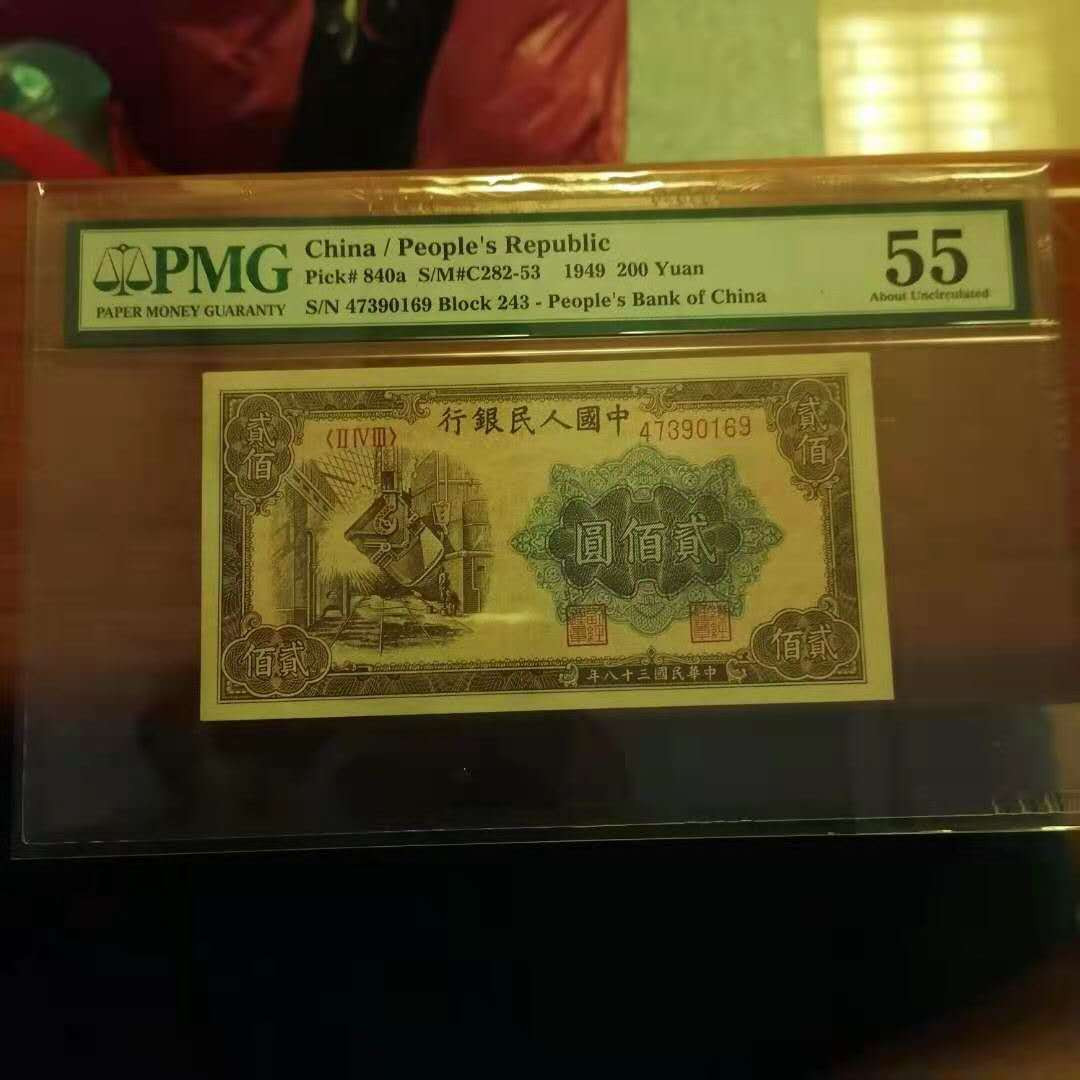 PMG
PAPER MONEY GUARANTY
China / People's Republic
Pick# 840a S/M#C282-53 1949 200 Yuan
S/N 47390169 Block 243 - People's Bank of China
55
About Uncirculated
行銀民人國中
〈II IV III〉
47390169
貳佰
貳佰
圓佰貳
佰貳
佰貳
年八十三國民華中